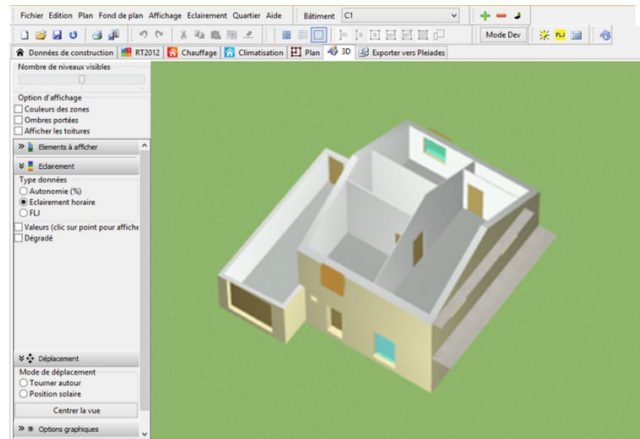 Fichier Edition Plan Fond de plan Affichage Eclairement Quartier Aide Bâtiment C1
Mode Dev FLJ
Données de construction RT2012 Chauffage Climatisation Plan 3D Exporter vers Pleiades
Nombre de niveaux visibles
Option d'affichage
Couleurs des zones
Ombres portées
Afficher les toitures
Elements à afficher
Eclairement
Type données
Autonomie (%)
Eclairement horaire
FLJ
Valeurs (clic sur point pour affiche
Dégradé
Déplacement
Mode de déplacement
Tourner autour
Position solaire
Centrer la vue
Options graphiques